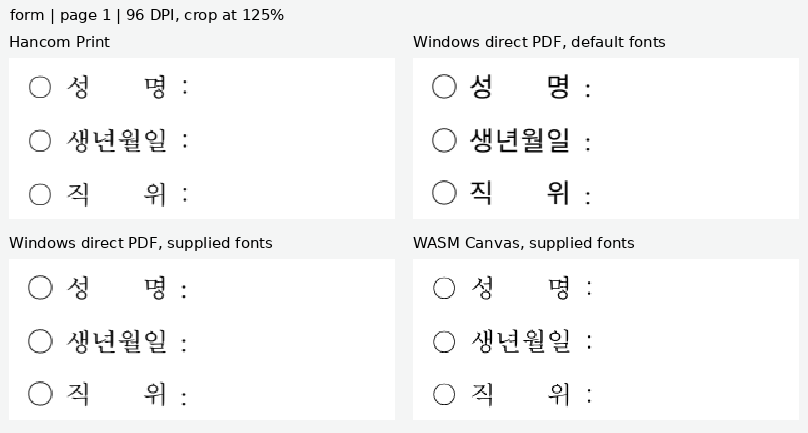 form | page 1 | 96 DPI, crop at 125%
Hancom Print
○ 성 명 :
○ 생년월일 :
○ 직 위 :
Windows direct PDF, default fonts
○ 성 명 :
○ 생년월일 :
○ 직 위 :
Windows direct PDF, supplied fonts
○ 성 명 :
○ 생년월일 :
○ 직 위 :
WASM Canvas, supplied fonts
○ 성 명 :
○ 생년월일 :
○ 직 위 :